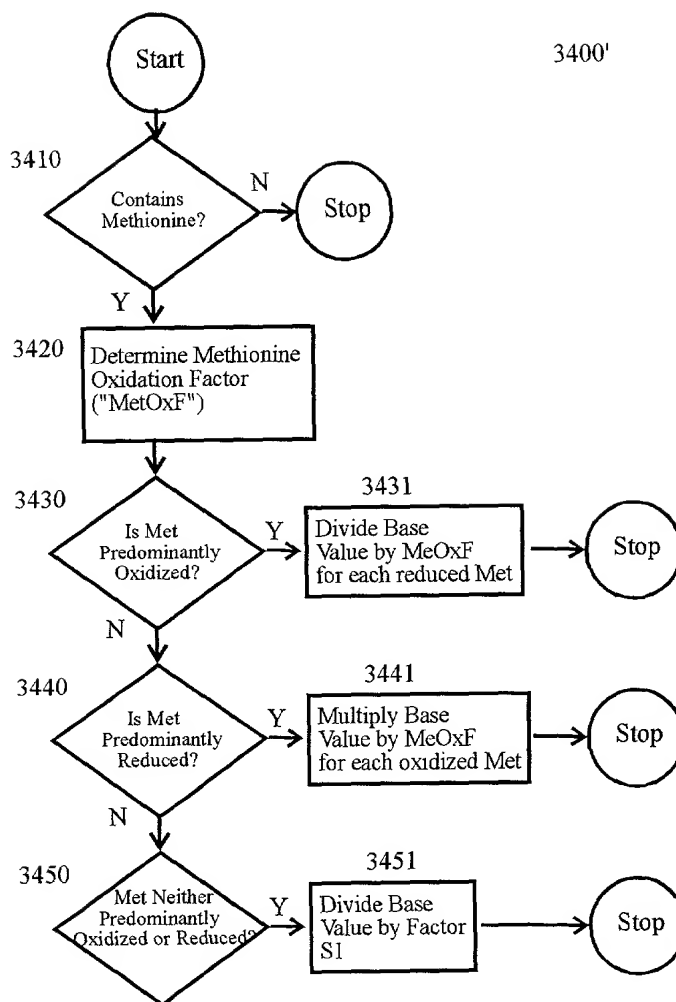 Start
3400'
3410
Contains
Methionine?
N
Stop
Y
3420
Determine Methionine
Oxidation Factor
("MetOxF")
3430
Is Met
Predominantly
Oxidized?
Y
3431
Divide Base
Value by MeOxF
for each reduced Met
Stop
N
3440
Is Met
Predominantly
Reduced?
Y
3441
Multiply Base
Value by MeOxF
for each oxidized Met
Stop
N
3450
Met Neither
Predominantly
Oxidized or Reduced?
Y
3451
Divide Base
Value by Factor
S1
Stop